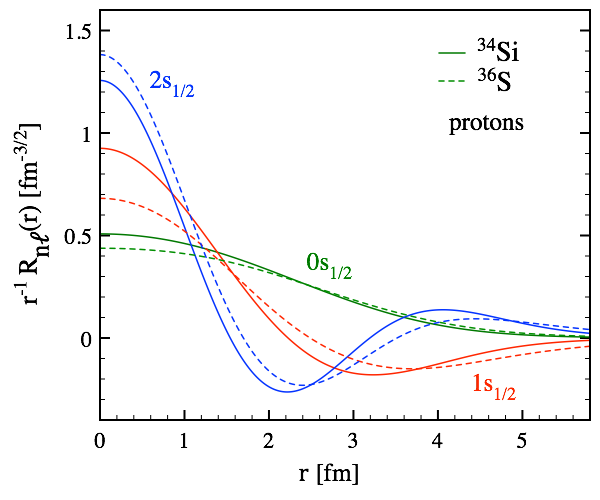 1.5
1
0.5
0
r⁻¹ Rₙℓ(r) [fm⁻³ᐟ²]
³⁴Si
³⁶S
protons
2s₁/₂
0s₁/₂
1s₁/₂
0 1 2 3 4 5
r [fm]